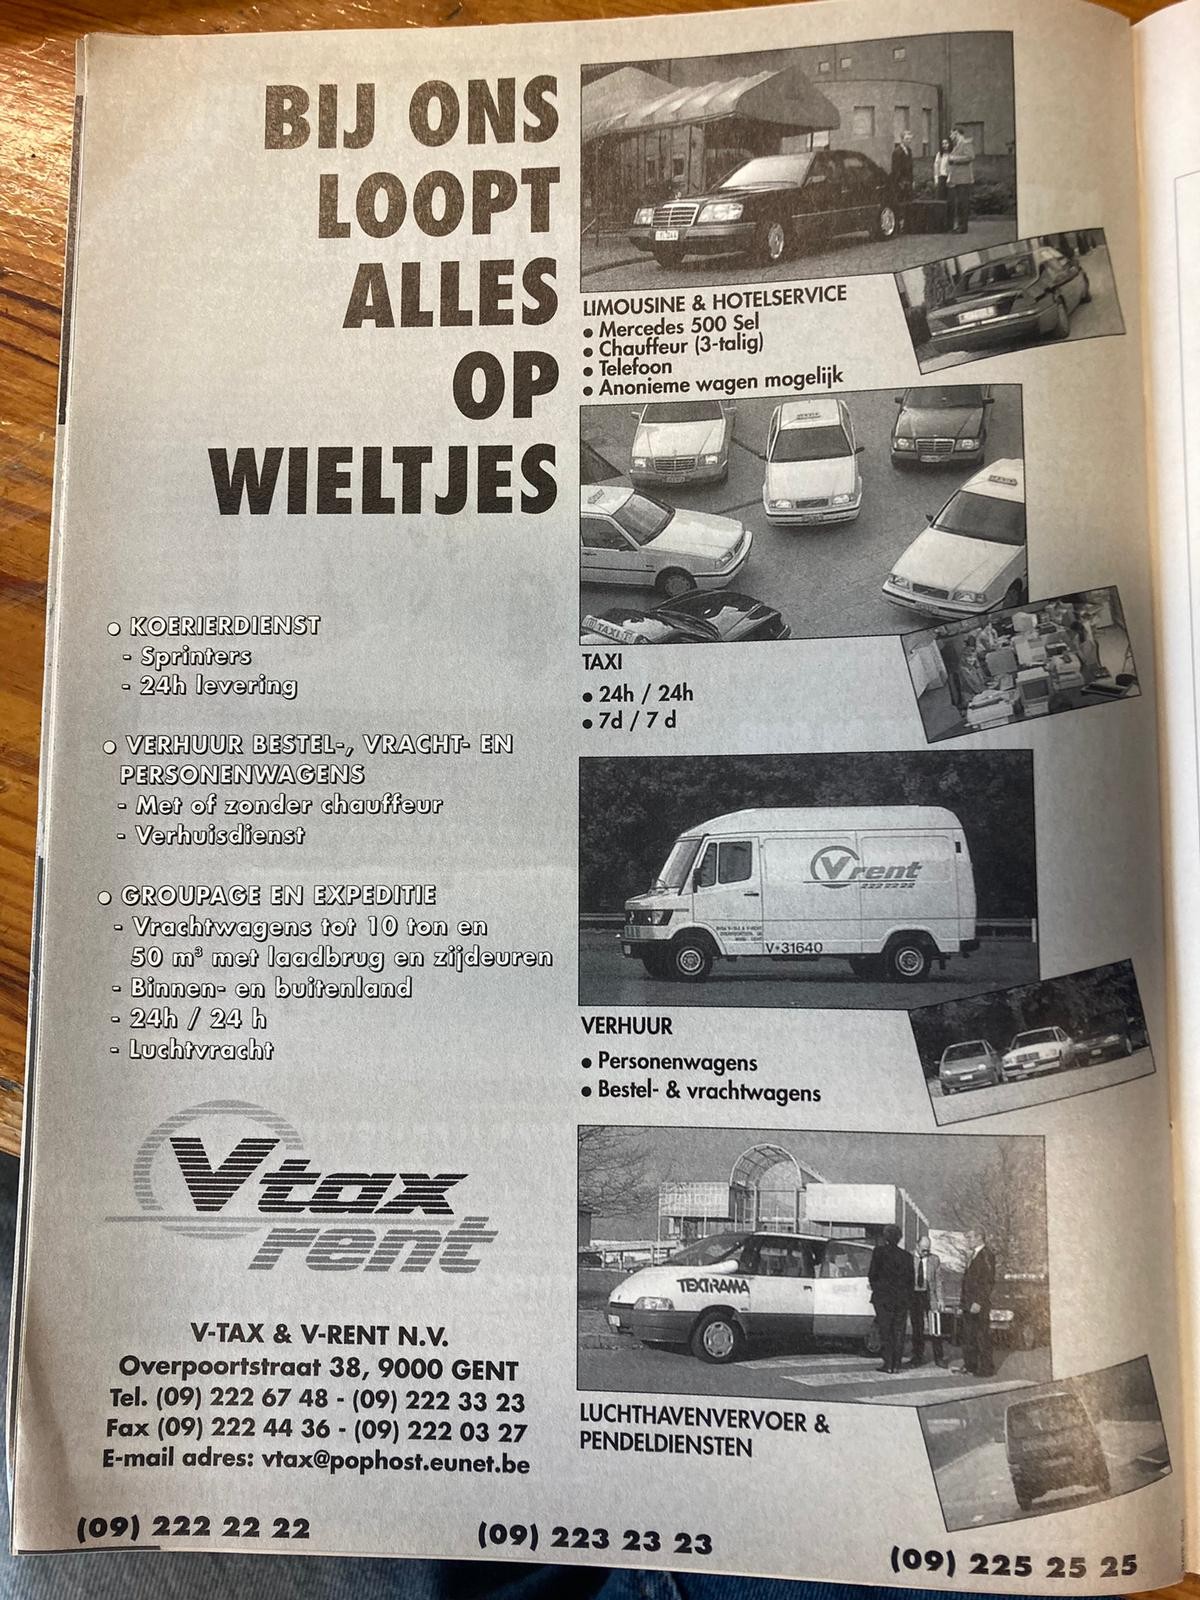 BIJ ONS
LOOPT
ALLES
OP
WIELTJES
KOERIERDIENST
- Sprinters
- 24h levering
VERHUUR BESTEL-, VRACHT- EN
PERSONENWAGENS
- Met of zonder chauffeur
- Verhuisdienst
GROUPAGE EN EXPEDITIE
- Vrachtwagens tot 10 ton en
50 m³ met laadbrug en zijdeuren
- Binnen- en buitenland
- 24h / 24 h
- Luchtvracht
Vtax
rent
V-TAX & V-RENT N.V.
Overpoortstraat 38, 9000 GENT
Tel. (09) 222 67 48 - (09) 222 33 23
Fax (09) 222 44 36 - (09) 222 03 27
E-mail adres: vtax@pophost.eunet.be
LIMOUSINE & HOTELSERVICE
• Mercedes 500 Sel
• Chauffeur (3-talig)
• Telefoon
• Anonieme wagen mogelijk
TAXI
TAXI
• 24h / 24h
• 7d / 7 d
Vrent
222 22 22
V•31640
VERHUUR
• Personenwagens
• Bestel- & vrachtwagens
TEXTIRAMA
LUCHTHAVENVERVOER &
PENDELDIENSTEN
(09) 222 22 22
(09) 223 23 23
(09) 225 25 25